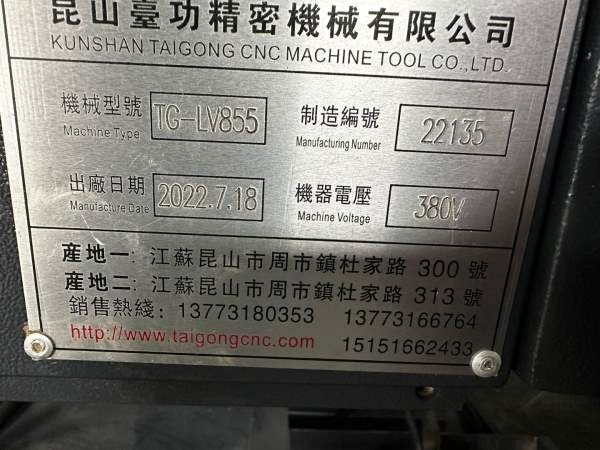 昆山臺功精密機械有限公司
KUNSHAN TAIGONG CNC MACHINE TOOL CO.,LTD.
機械型號 TG-LV855 制造編號 22135
Machine Type Manufacturing Number
出廠日期 2022.7.18 機器電壓 380V
Manufacture Date Machine Voltage
產地一: 江蘇昆山市周市鎮杜家路 300 號
產地二: 江蘇昆山市周市鎮杜家路 313 號
銷售熱綫: 13773180353 13773166764
http://www.taigongcnc.com 15151662433